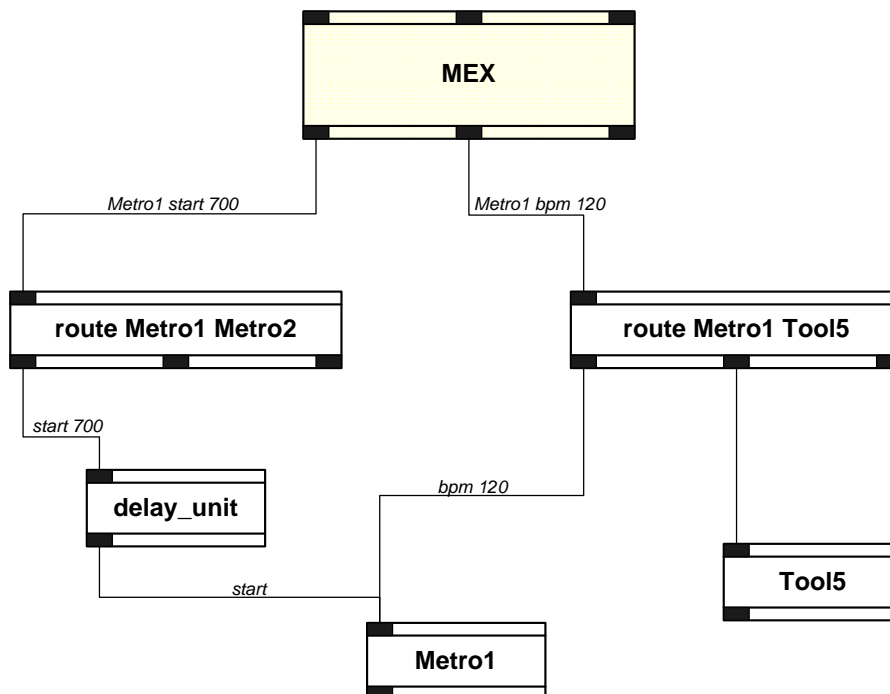 MEX
Metro1 start 700
Metro1 bpm 120
route Metro1 Metro2
route Metro1 Tool5
start 700
bpm 120
delay_unit
Tool5
start
Metro1